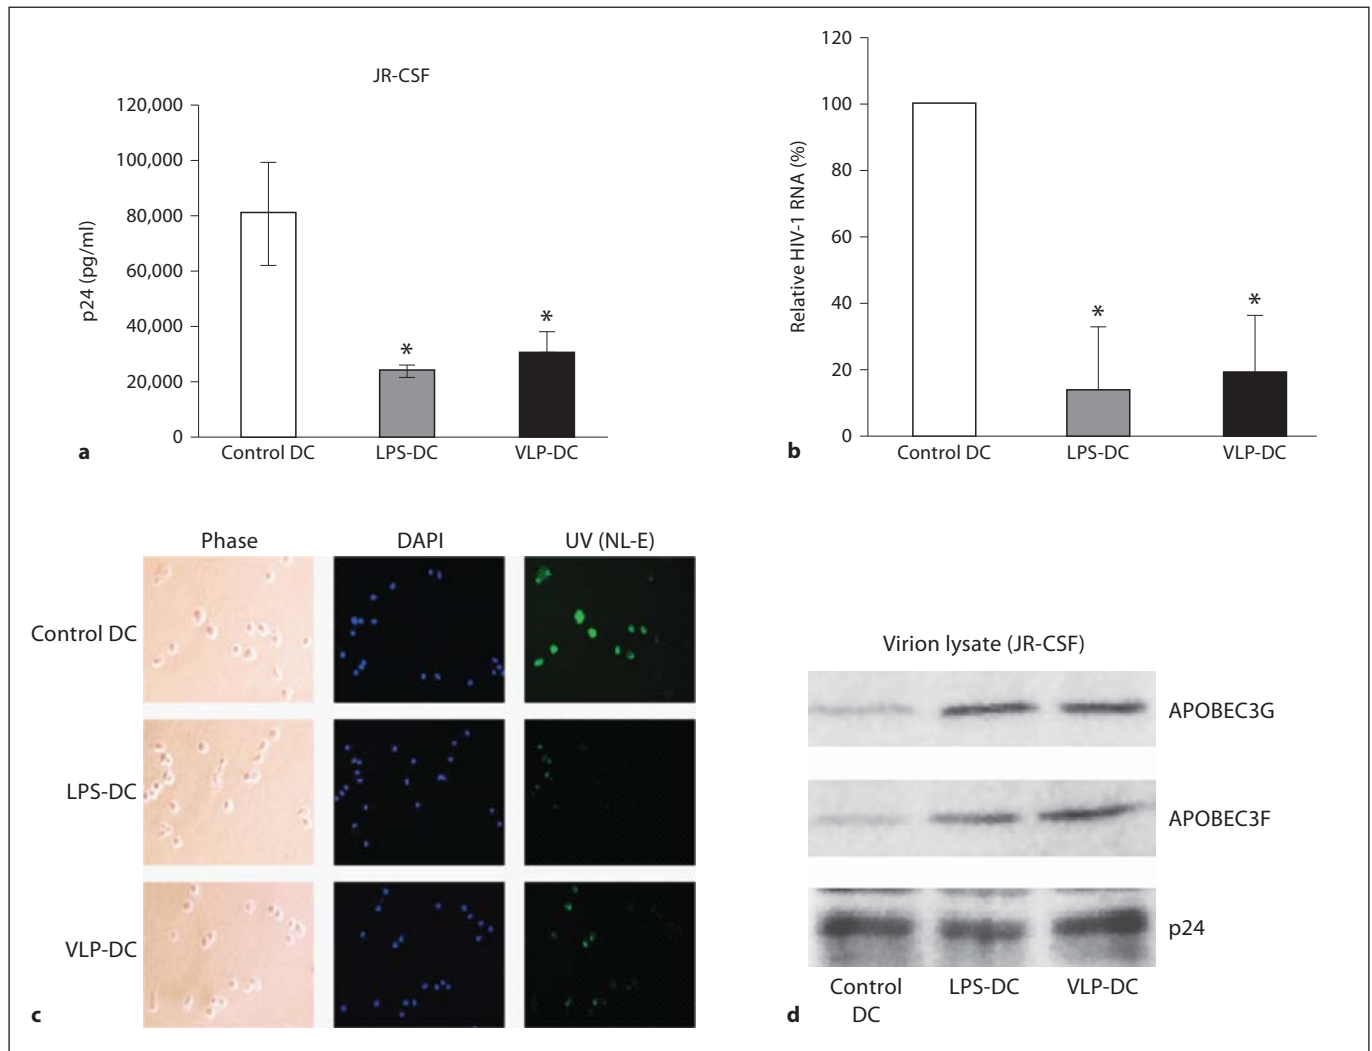 JR-CSF
120,000
100,000
80,000
60,000
40,000
20,000
0
p24 (pg/ml)
*
*
Control DC LPS-DC VLP-DC
a
120
100
80
60
40
20
0
Relative HIV-1 RNA (%)
*
*
Control DC LPS-DC VLP-DC
b
Phase DAPI UV (NL-E)
Control DC
LPS-DC
VLP-DC
c
Virion lysate (JR-CSF)
APOBEC3G
APOBEC3F
p24
Control LPS-DC VLP-DC
DC
d